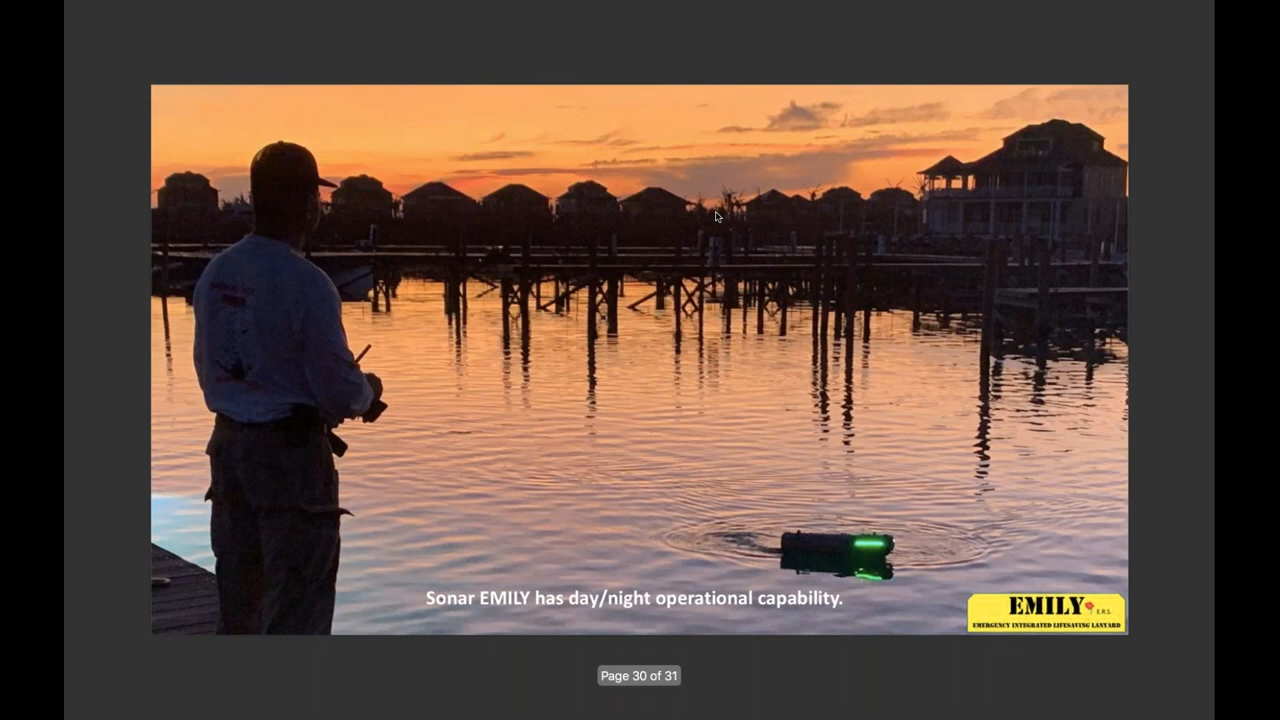 Sonar EMILY has day/night operational capability.
EMILY E.R.S.
EMERGENCY INTEGRATED LIFESAVING LANYARD
Page 30 of 31